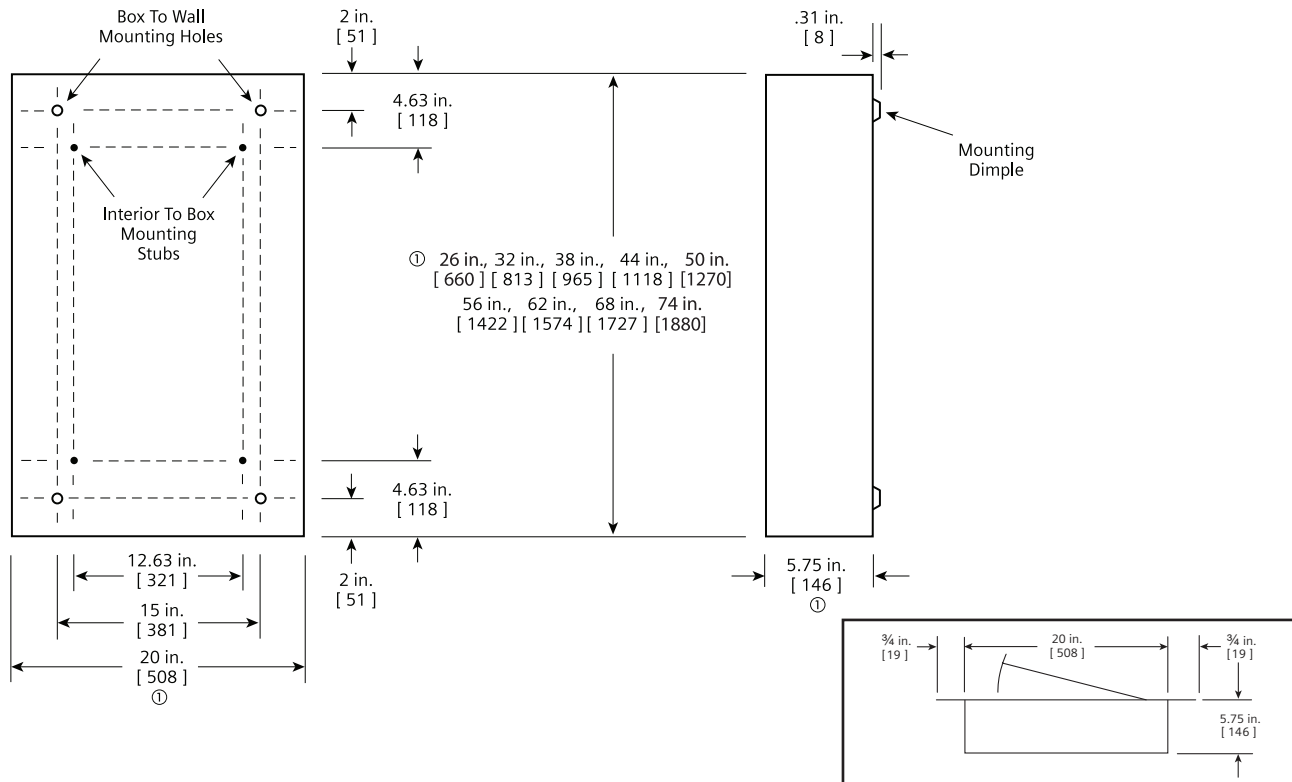 Box To Wall
Mounting Holes
2 in.
[ 51 ]
4.63 in.
[ 118 ]
Interior To Box
Mounting
Stubs
① 26 in., 32 in., 38 in., 44 in., 50 in.
[ 660 ] [ 813 ] [ 965 ] [ 1118 ] [1270]
56 in., 62 in., 68 in., 74 in.
[ 1422 ] [ 1574 ] [ 1727 ] [1880]
4.63 in.
[ 118 ]
2 in.
[ 51 ]
12.63 in.
[ 321 ]
15 in.
[ 381 ]
20 in.
[ 508 ]
①
.31 in.
[ 8 ]
Mounting
Dimple
5.75 in.
[ 146 ]
①
¾ in.
[19 ]
20 in.
[ 508 ]
¾ in.
[19 ]
5.75 in.
[ 146 ]